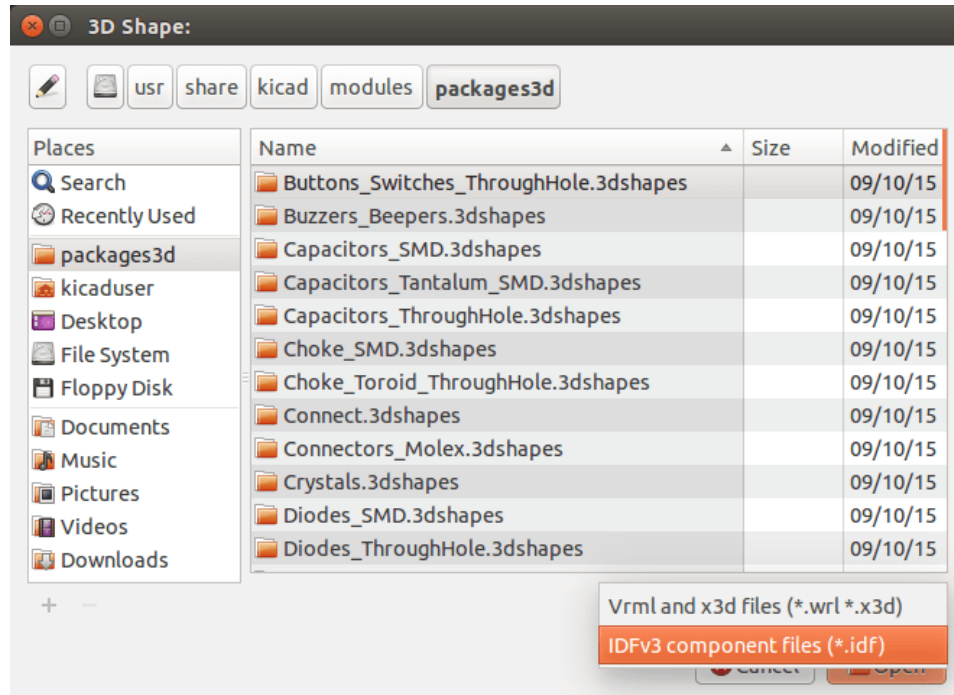 3D Shape:
usr share kicad modules packages3d
Places
Search
Recently Used
packages3d
kicaduser
Desktop
File System
Floppy Disk
Documents
Music
Pictures
Videos
Downloads
Name Size Modified
Buttons_Switches_ThroughHole.3dshapes 09/10/15
Buzzers_Beepers.3dshapes 09/10/15
Capacitors_SMD.3dshapes 09/10/15
Capacitors_Tantalum_SMD.3dshapes 09/10/15
Capacitors_ThroughHole.3dshapes 09/10/15
Choke_SMD.3dshapes 09/10/15
Choke_Toroid_ThroughHole.3dshapes 09/10/15
Connect.3dshapes 09/10/15
Connectors_Molex.3dshapes 09/10/15
Crystals.3dshapes 09/10/15
Diodes_SMD.3dshapes 09/10/15
Diodes_ThroughHole.3dshapes 09/10/15
Vrml and x3d files (*.wrl *.x3d)
IDFv3 component files (*.idf)
Cancel Open